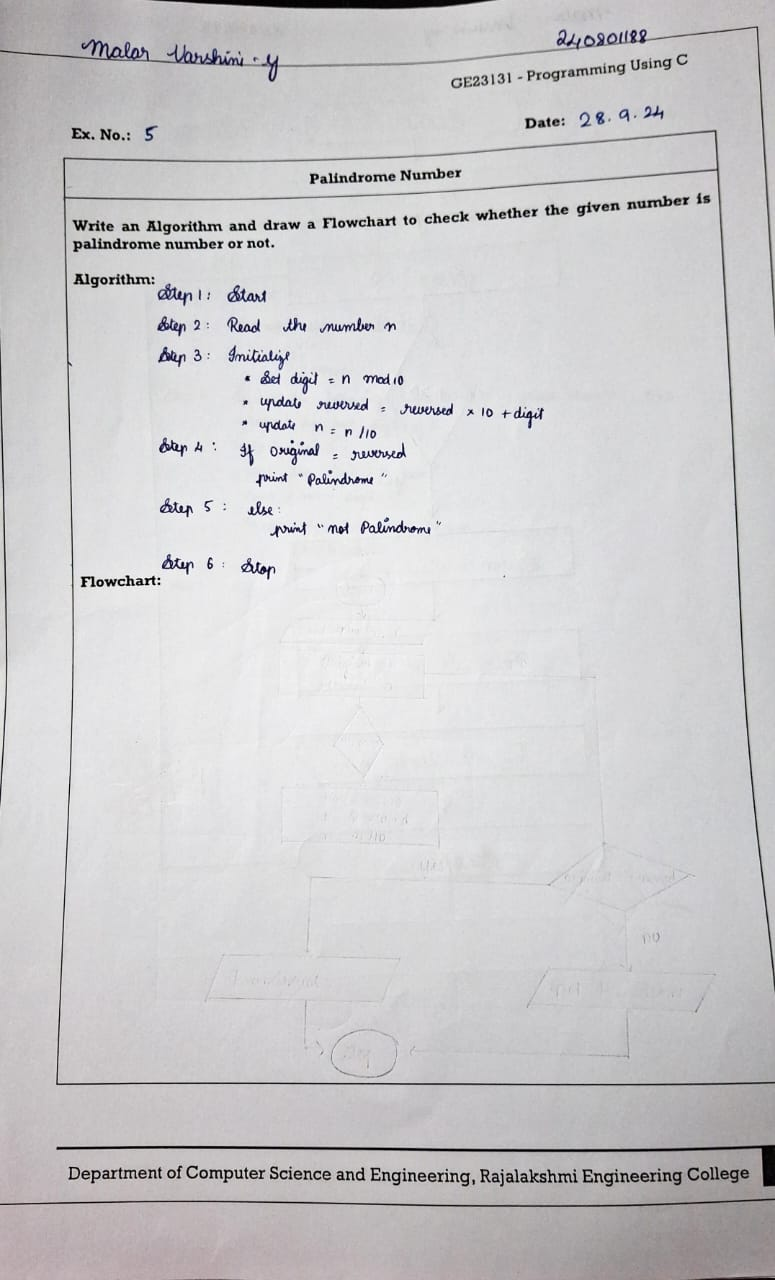 Malar Varshini . Y
240801188
GE23131 - Programming Using C
Ex. No.: 5
Date: 28.9.24
Palindrome Number
Write an Algorithm and draw a Flowchart to check whether the given number is
palindrome number or not.
Algorithm:
Step 1: Start
Step 2: Read the number n
Step 3: Initialize
* Set digit = n mod 10
* update reversed = reversed x 10 + digit
* update n = n /10
Step 4: If original = reversed
print "Palindrome"
Step 5: else:
print "not Palindrome"
Step 6: Stop
Flowchart:
n/10
no
Department of Computer Science and Engineering, Rajalakshmi Engineering College